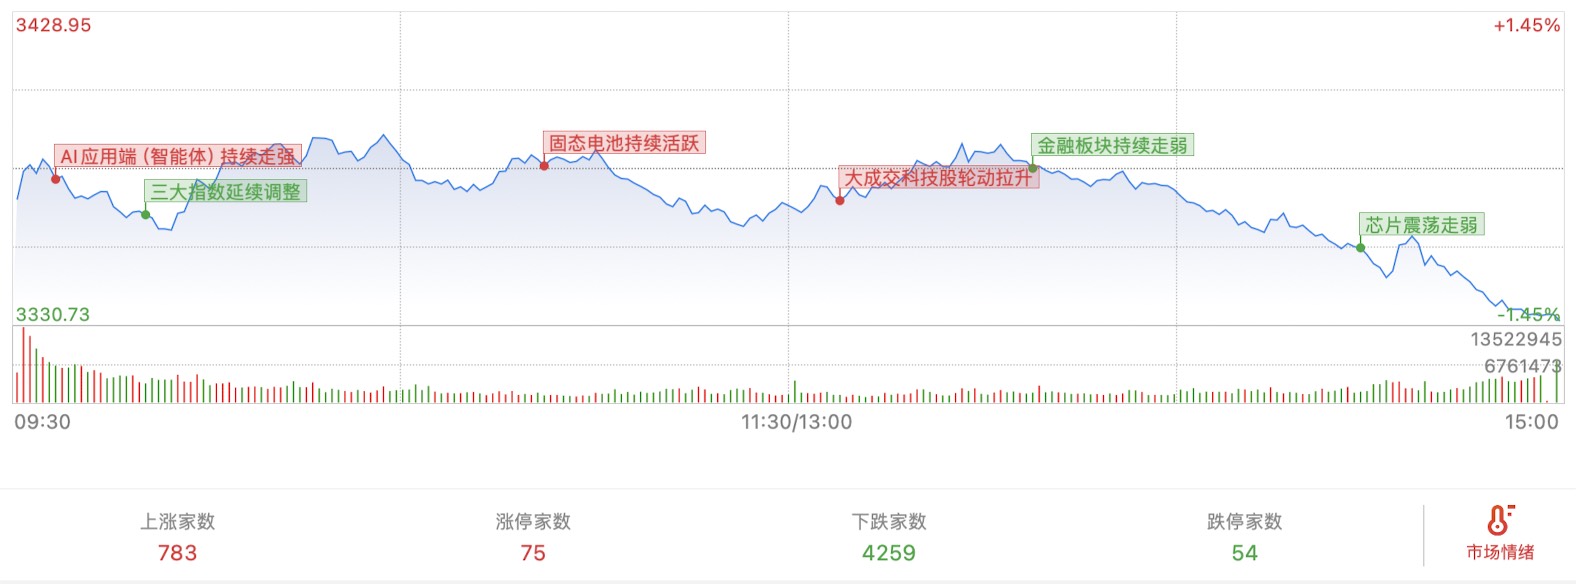 3428.95
+1.45%
AI应用端（智能体）持续走强
三大指数延续调整
固态电池持续活跃
大成交科技股轮动拉升
金融板块持续走弱
芯片震荡走弱
3330.73
-1.45%
13522945
6761473
09:30
11:30/13:00
15:00
上涨家数
涨停家数
下跌家数
跌停家数
783
75
4259
54
市场情绪